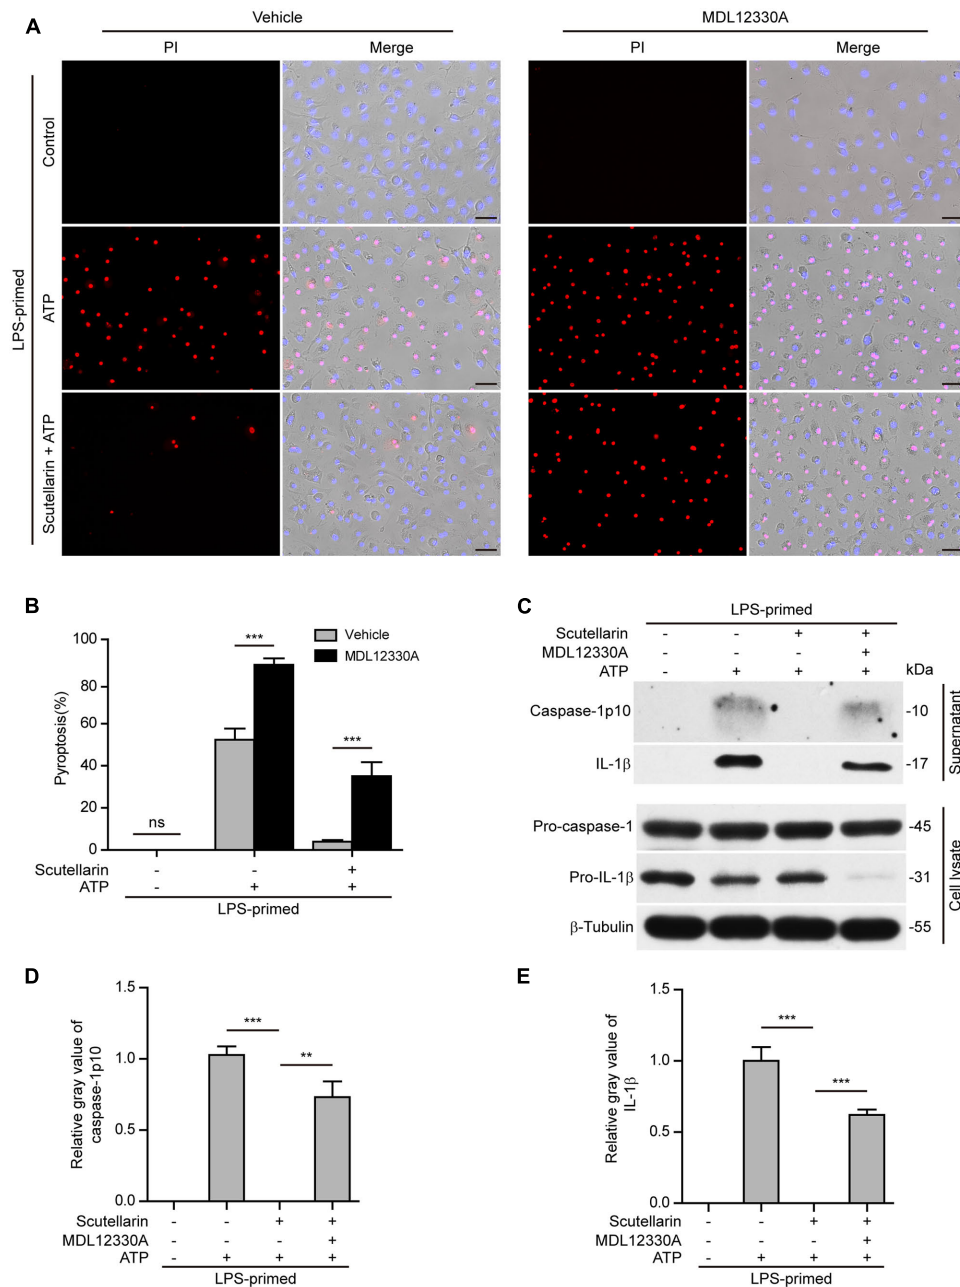 A
Vehicle
MDL12330A
PI
Merge
PI
Merge
LPS-primed
Control
ATP
Scutellarin + ATP
B
Pyroptosis(%)
100
80
60
40
20
0
Vehicle
MDL12330A
ns
***
***
Scutellarin - - +
ATP - + +
LPS-primed
C
LPS-primed
Scutellarin - - + +
MDL12330A - - - +
ATP - + + + kDa
Caspase-1p10 -10
IL-1β -17
Supernatant
Pro-caspase-1 -45
Pro-IL-1β -31
β-Tubulin -55
Cell lysate
D
Relative gray value of
caspase-1p10
1.5
1.0
0.5
0.0
***
**
Scutellarin - - + +
MDL12330A - - - +
ATP - + + +
LPS-primed
E
Relative gray value of
IL-1β
1.5
1.0
0.5
0.0
***
***
Scutellarin - - + +
MDL12330A - - - +
ATP - + + +
LPS-primed